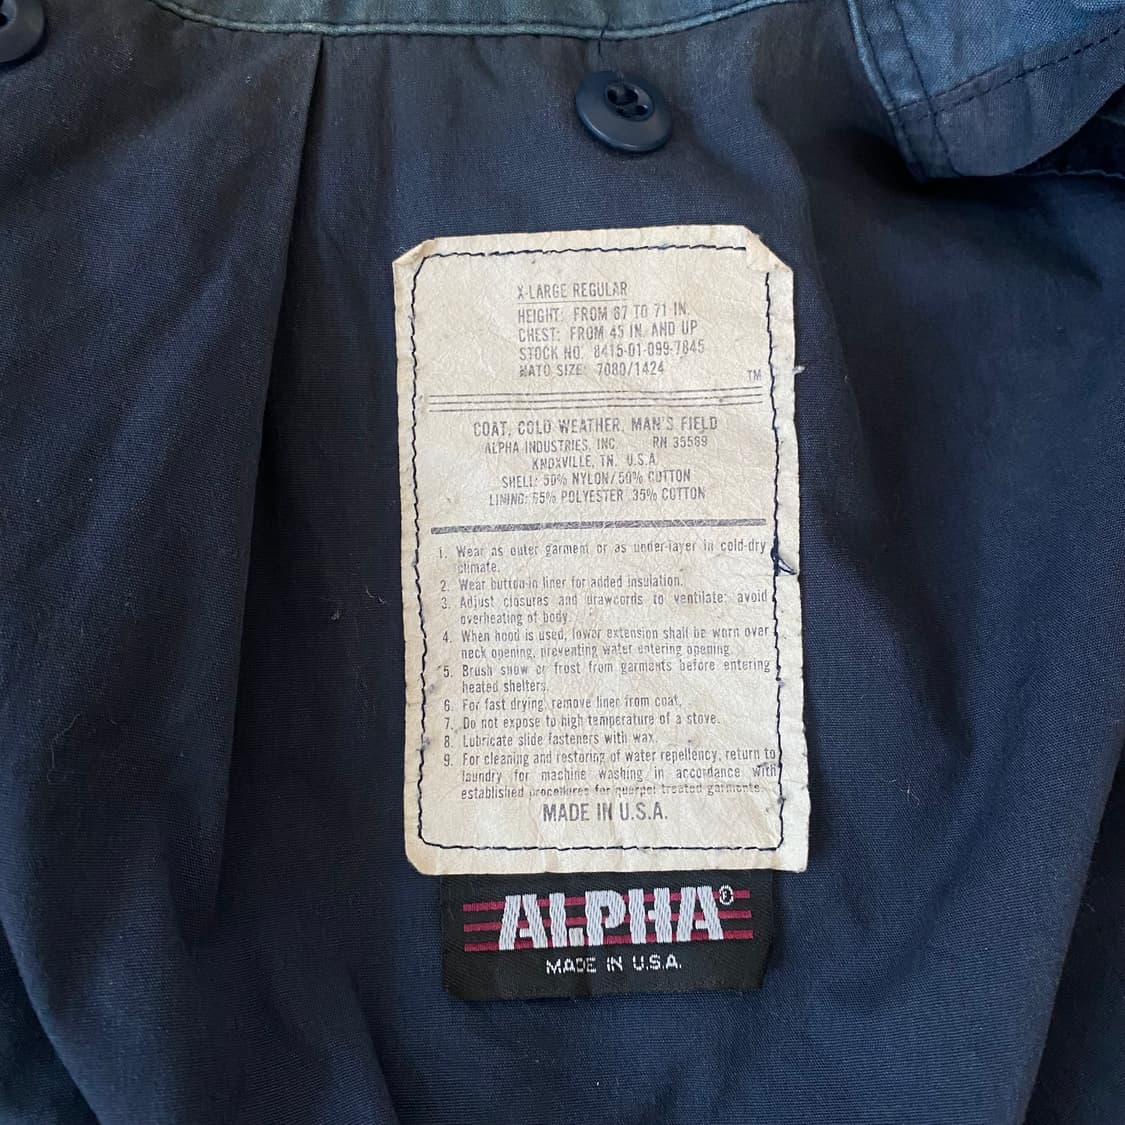 X-LARGE REGULAR
HEIGHT: FROM 67 TO 71 IN.
CHEST: FROM 45 IN. AND UP
STOCK NO. 8415-01-099-7845
NATO SIZE: 7080/1424
TM
COAT, COLD WEATHER, MAN'S FIELD
ALPHA INDUSTRIES, INC. RN 35589
KNOXVILLE, TN. U.S.A.
SHELL: 50% NYLON/50% COTTON
LINING: 65% POLYESTER 35% COTTON
1. Wear as outer garment or as under-layer in cold-dry
climate.
2. Wear button-in liner for added insulation.
3. Adjust closures and drawcords to ventilate: avoid
overheating of body.
4. When hood is used, lower extension shall be worn over
neck opening, preventing water entering opening.
5. Brush snow or frost from garments before entering
heated shelters.
6. For fast drying, remove liner from coat.
7. Do not expose to high temperature of a stove.
8. Lubricate slide fasteners with wax.
9. For cleaning and restoring of water repellency, return to
laundry for machine washing in accordance with
established procedures for quarpel treated garments.
MADE IN U.S.A.
ALPHA®
MADE IN U.S.A.